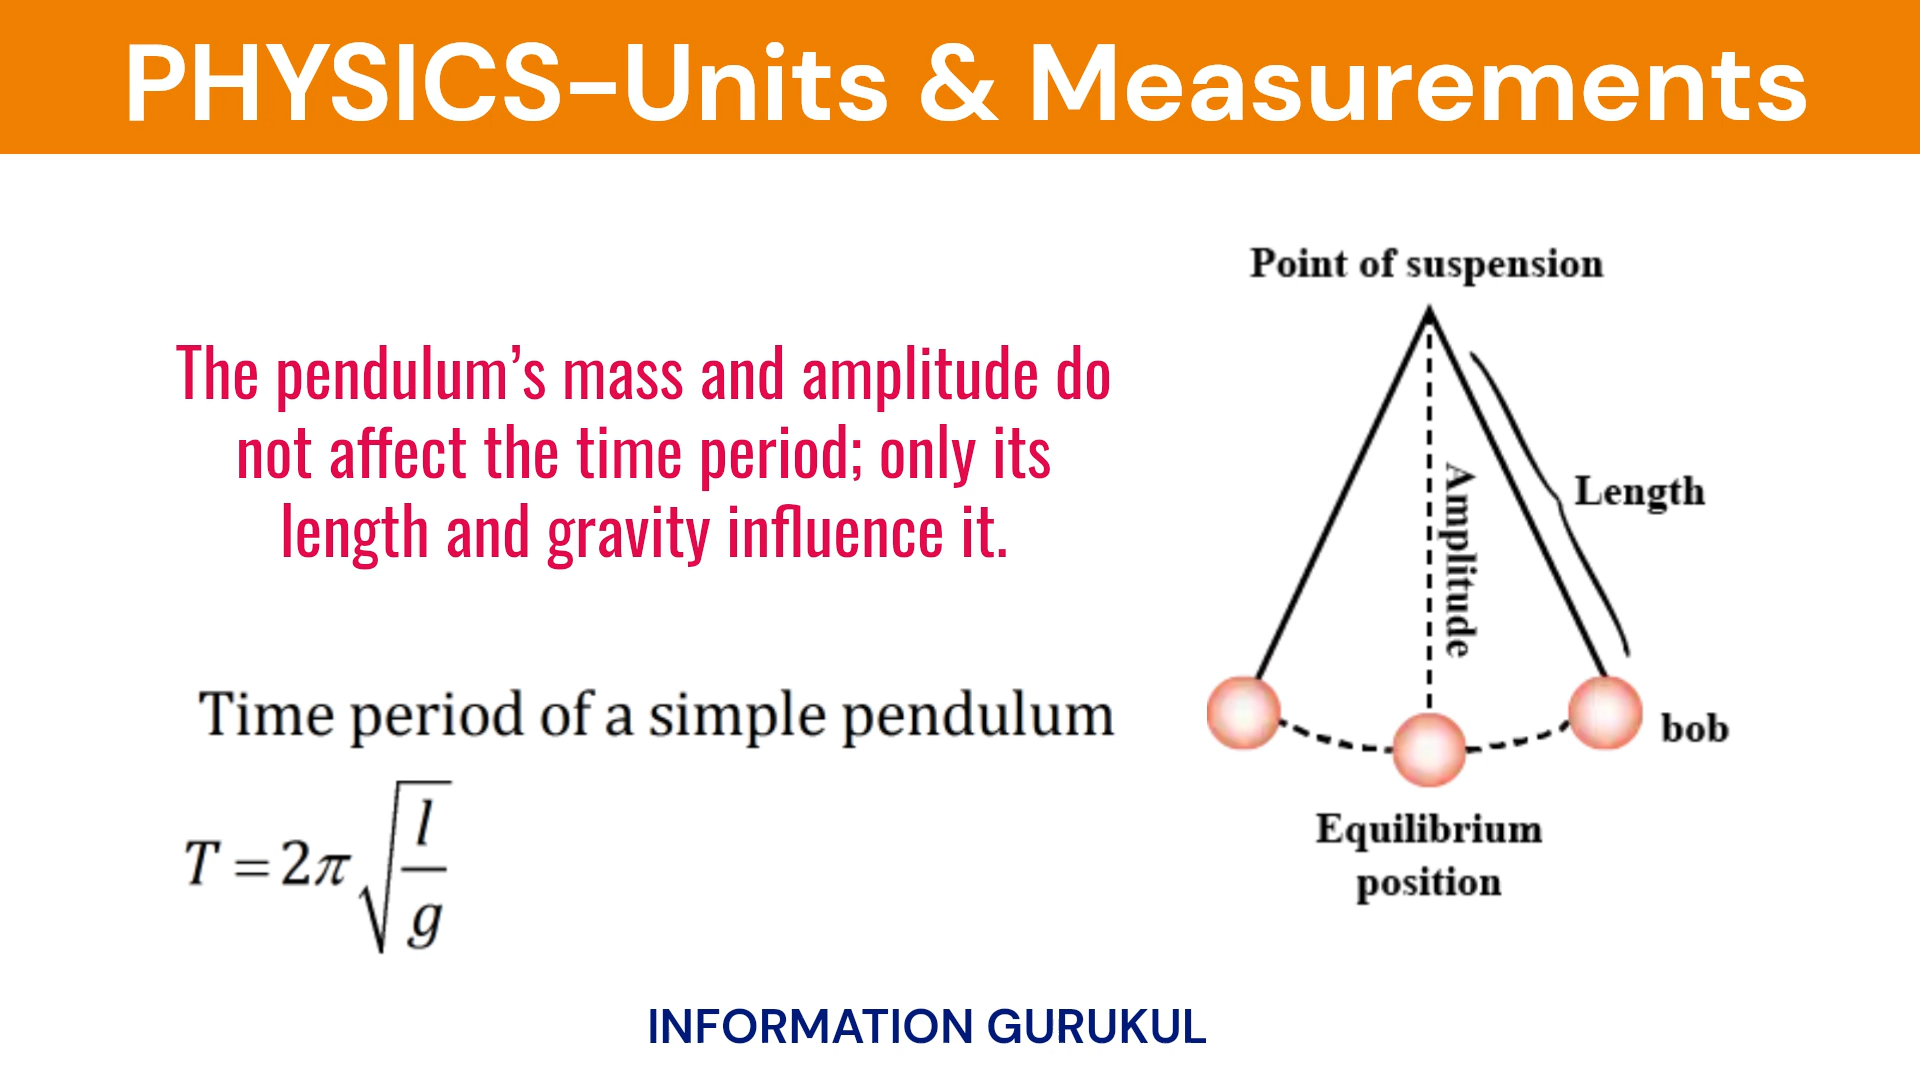 PHYSICS-Units & Measurements
The pendulum’s mass and amplitude do
not affect the time period; only its
length and gravity influence it.
Time period of a simple pendulum
T = 2π√(l/g)
Point of suspension
Amplitude
Length
bob
Equilibrium
position
INFORMATION GURUKUL